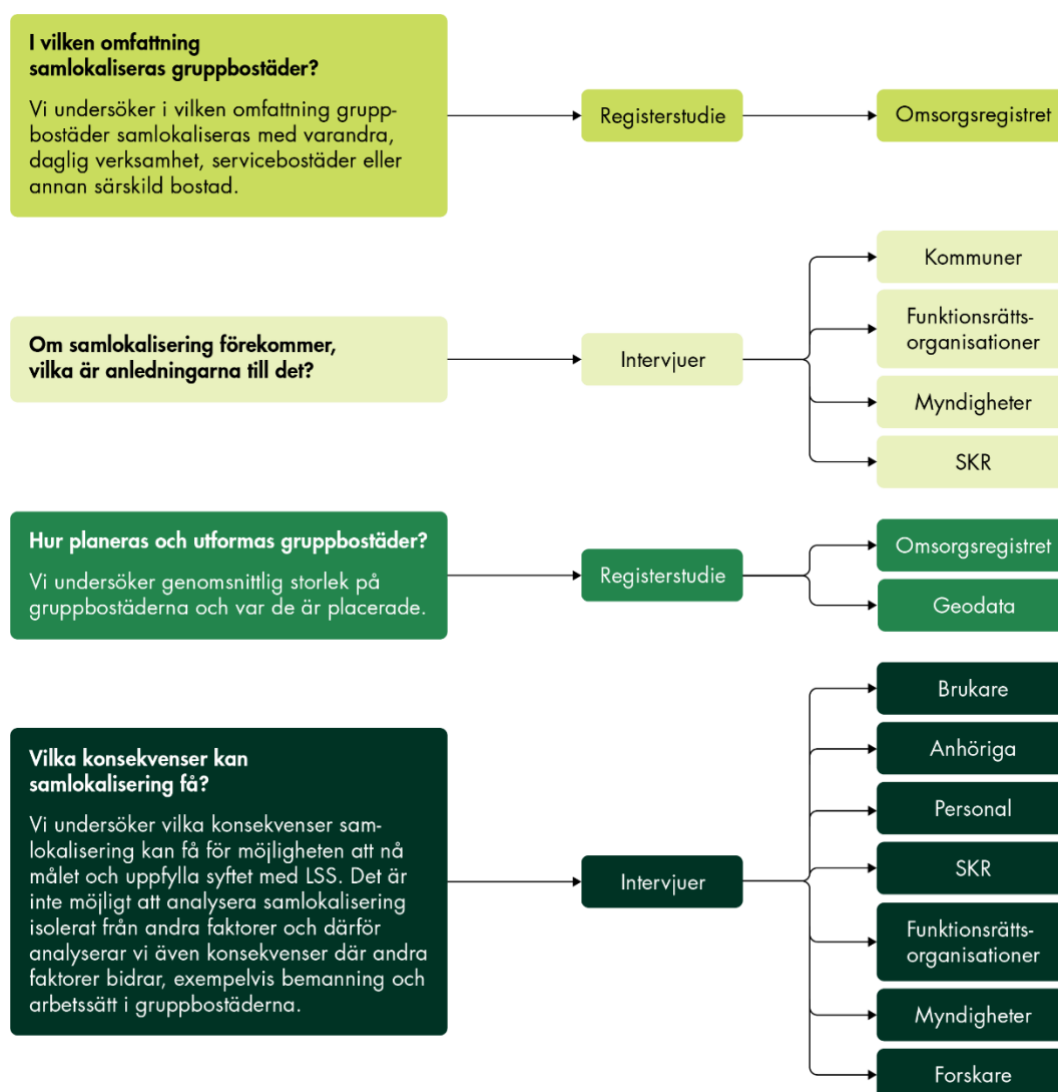 I vilken omfattning
samlokaliseras gruppbostäder?
Vi undersöker i vilken omfattning grupp-
bostäder samlokaliseras med varandra,
daglig verksamhet, servicebostäder eller
annan särskild bostad.
Registerstudie
Omsorgsregistret
Om samlokalisering förekommer,
vilka är anledningarna till det?
Intervjuer
Kommuner
Funktionsrätts-
organisationer
Myndigheter
SKR
Hur planeras och utformas gruppbostäder?
Vi undersöker genomsnittlig storlek på
gruppbostäderna och var de är placerade.
Registerstudie
Omsorgsregistret
Geodata
Vilka konsekvenser kan
samlokalisering få?
Vi undersöker vilka konsekvenser sam-
lokalisering kan få för möjligheten att nå
målet och uppfylla syftet med LSS. Det är
inte möjligt att analysera samlokalisering
isolerat från andra faktorer och därför
analyserar vi även konsekvenser där andra
faktorer bidrar, exempelvis bemanning och
arbetssätt i gruppbostäderna.
Intervjuer
Brukare
Anhöriga
Personal
SKR
Funktionsrätts-
organisationer
Myndigheter
Forskare